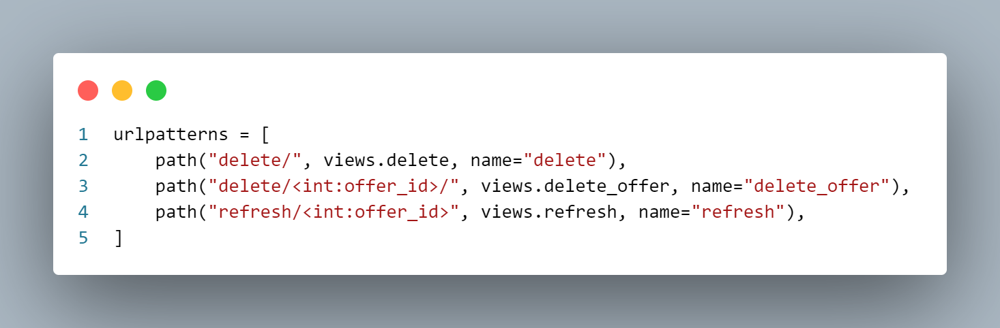 1 urlpatterns = [
2     path("delete/", views.delete, name="delete"),
3     path("delete/<int:offer_id>/", views.delete_offer, name="delete_offer"),
4     path("refresh/<int:offer_id>", views.refresh, name="refresh"),
5 ]